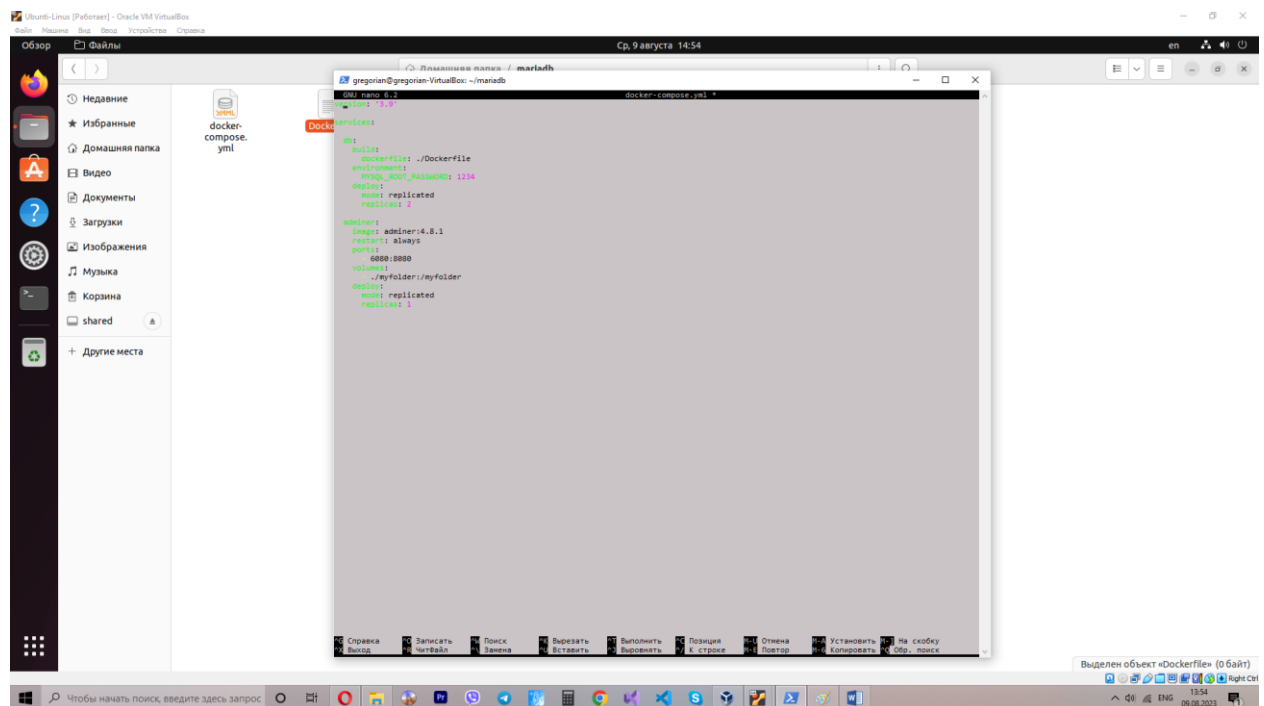 Ubunti-Linus [Работает] - Oracle VM VirtualBox
Файл Машина Вид Ввод Устройства Справка
Обзор Файлы Ср, 9 августа 14:54 en
Домашняя папка / mariadb
gregorian@gregorian-VirtualBox: ~/mariadb
GNU nano 6.2 docker-compose.yml *
version: '3.9'
services:
db:
build:
dockerfile: ./Dockerfile
environment:
MYSQL_ROOT_PASSWORD: 1234
deploy:
mode: replicated
replicas: 2
adminer:
image: adminer:4.8.1
restart: always
ports:
6080:8080
volumes:
./myfolder:/myfolder
deploy:
mode: replicated
replicas: 1
^G Справка ^O Записать ^W Поиск ^K Вырезать ^T Выполнить ^C Позиция M-U Отмена M-A Установить M-] На скобку
^X Выход ^R ЧитФайл ^\ Замена ^U Вставить ^J Выровнять ^/ К строке M-E Повтор M-6 Копировать ^Q Обр. поиск
Недавние
Избранные
Домашняя папка
Видео
Документы
Загрузки
Изображения
Музыка
Корзина
shared
+ Другие места
docker-
compose.
yml
Docke
Выделен объект «Dockerfile» (0 байт)
Right Ctrl
Чтобы начать поиск, введите здесь запрос
ENG
13:54
09.08.2023